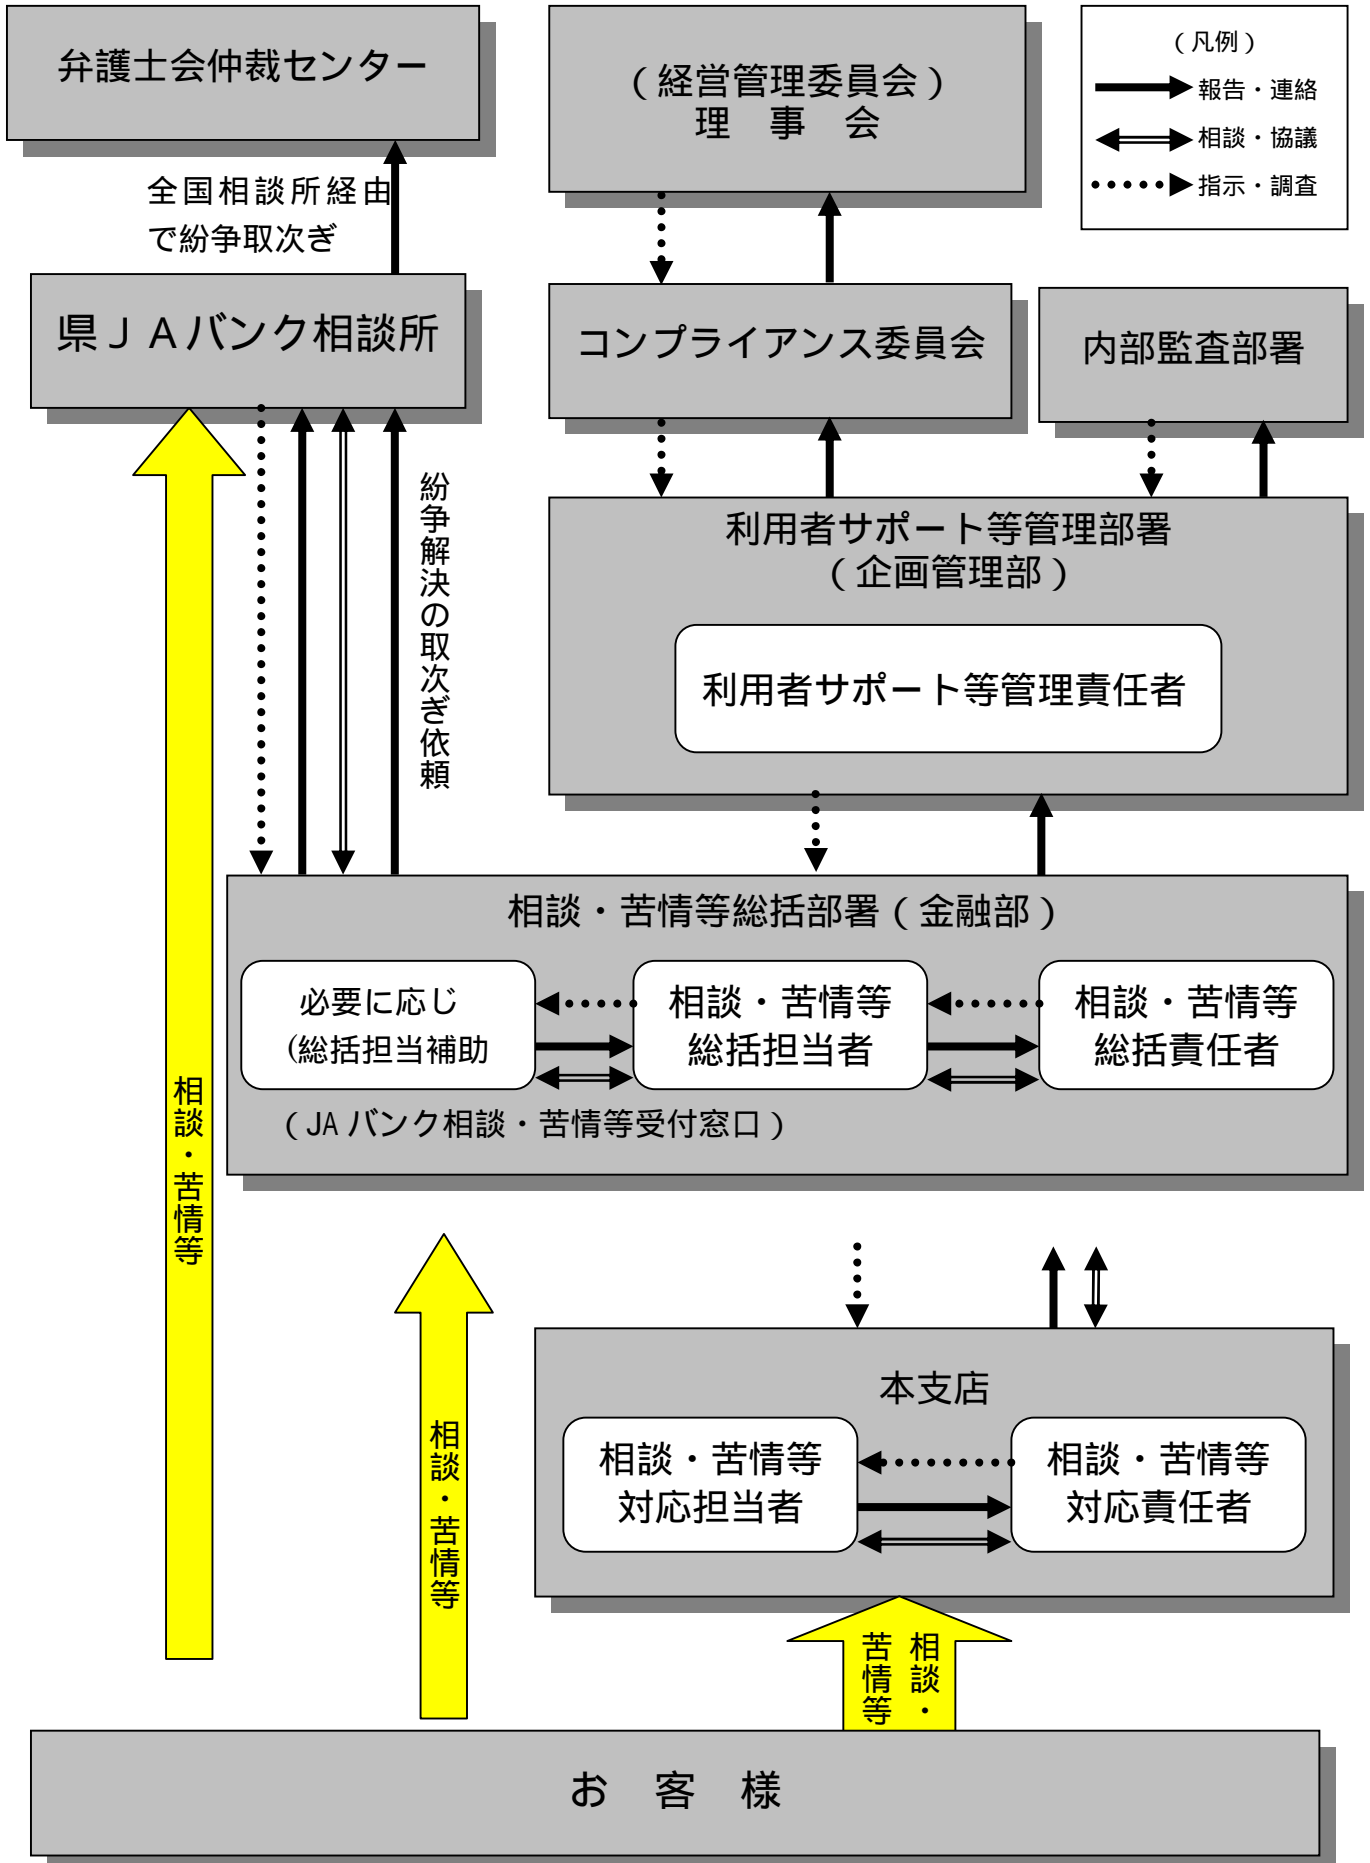 弁護士会仲裁センター
（経営管理委員会）
理　事　会
（凡例）
報告・連絡
相談・協議
指示・調査
全国相談所経由
で紛争取次ぎ
県ＪＡバンク相談所
コンプライアンス委員会
内部監査部署
紛争解決の取次ぎ依頼
利用者サポート等管理部署
（企画管理部）
利用者サポート等管理責任者
相談・苦情等総括部署（金融部）
必要に応じ
(総括担当補助
相談・苦情等
総括担当者
相談・苦情等
総括責任者
（JAバンク相談・苦情等受付窓口）
相談・苦情等
相談・苦情等
本支店
相談・苦情等
対応担当者
相談・苦情等
対応責任者
相談・
苦情等
お　客　様